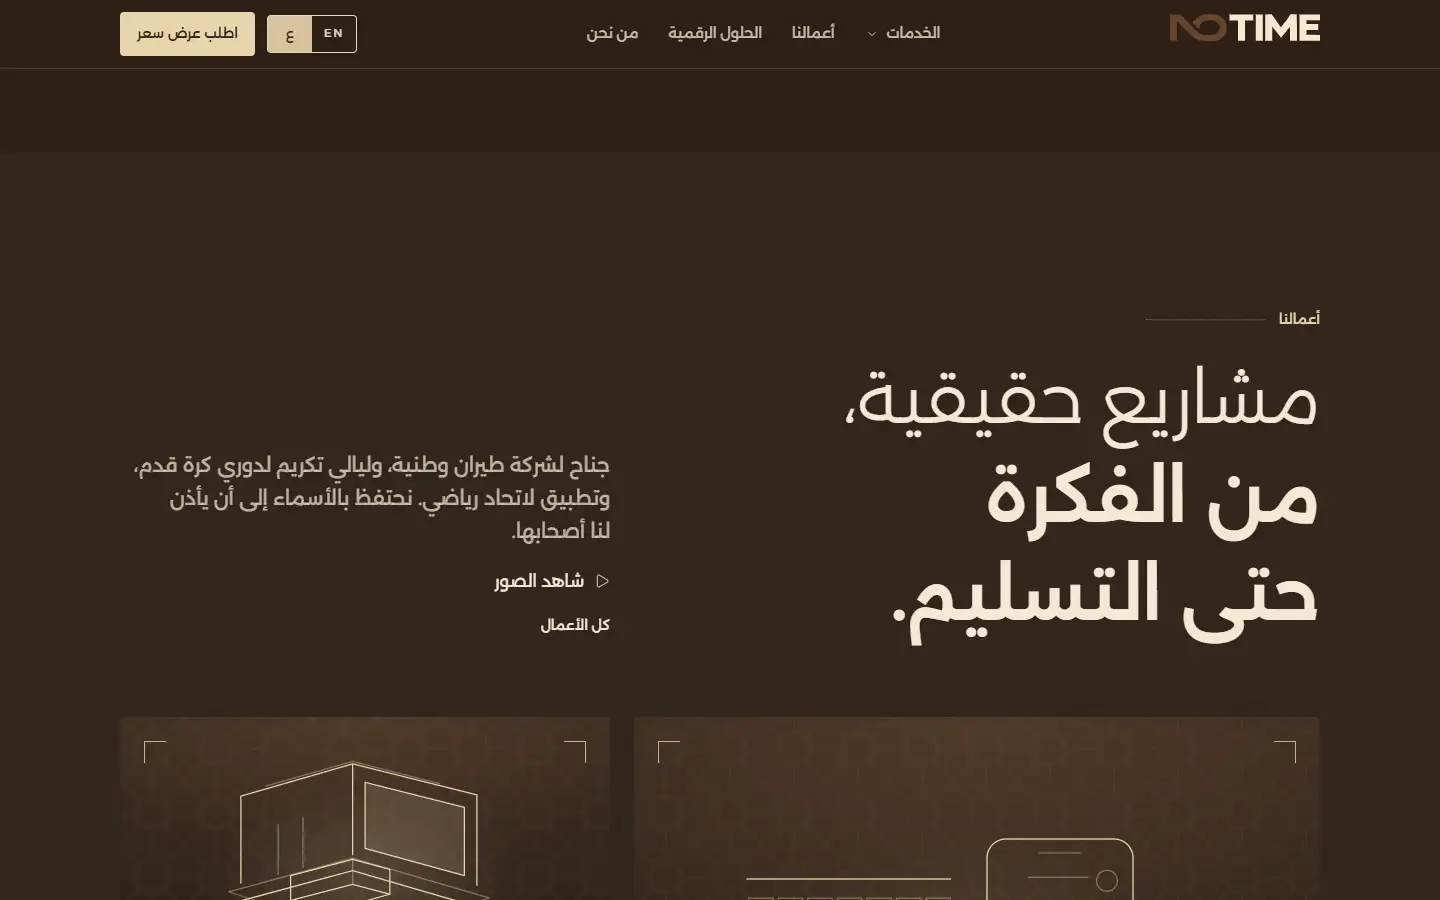 NOTIME
الخدمات
أعمالنا
الحلول الرقمية
من نحن
EN
ع
اطلب عرض سعر
أعمالنا
مشاريع حقيقية،
من الفكرة
حتى التسليم.
جناح لشركة طيران وطنية، وليالي تكريم لدوري كرة قدم،
وتطبيق لاتحاد رياضي. نحتفظ بالأسماء إلى أن يأذن
لنا أصحابها.
شاهد الصور
كل الأعمال